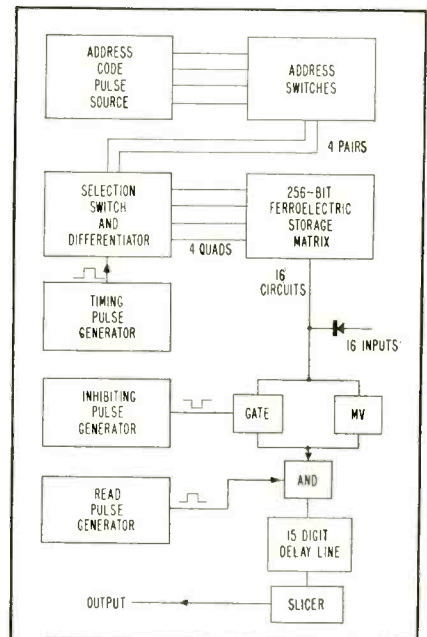 ADDRESS
CODE
PULSE
SOURCE
ADDRESS
SWITCHES
4 PAIRS
SELECTION
SWITCH
AND
DIFFERENTIATOR
256-BIT
FERROELECTRIC
STORAGE
MATRIX
4 QUADS
16
CIRCUITS
TIMING
PULSE
GENERATOR
16 INPUTS
INHIBITING
PULSE
GENERATOR
GATE
MV
READ
PULSE
GENERATOR
AND
15 DIGIT
DELAY LINE
OUTPUT
SLICER